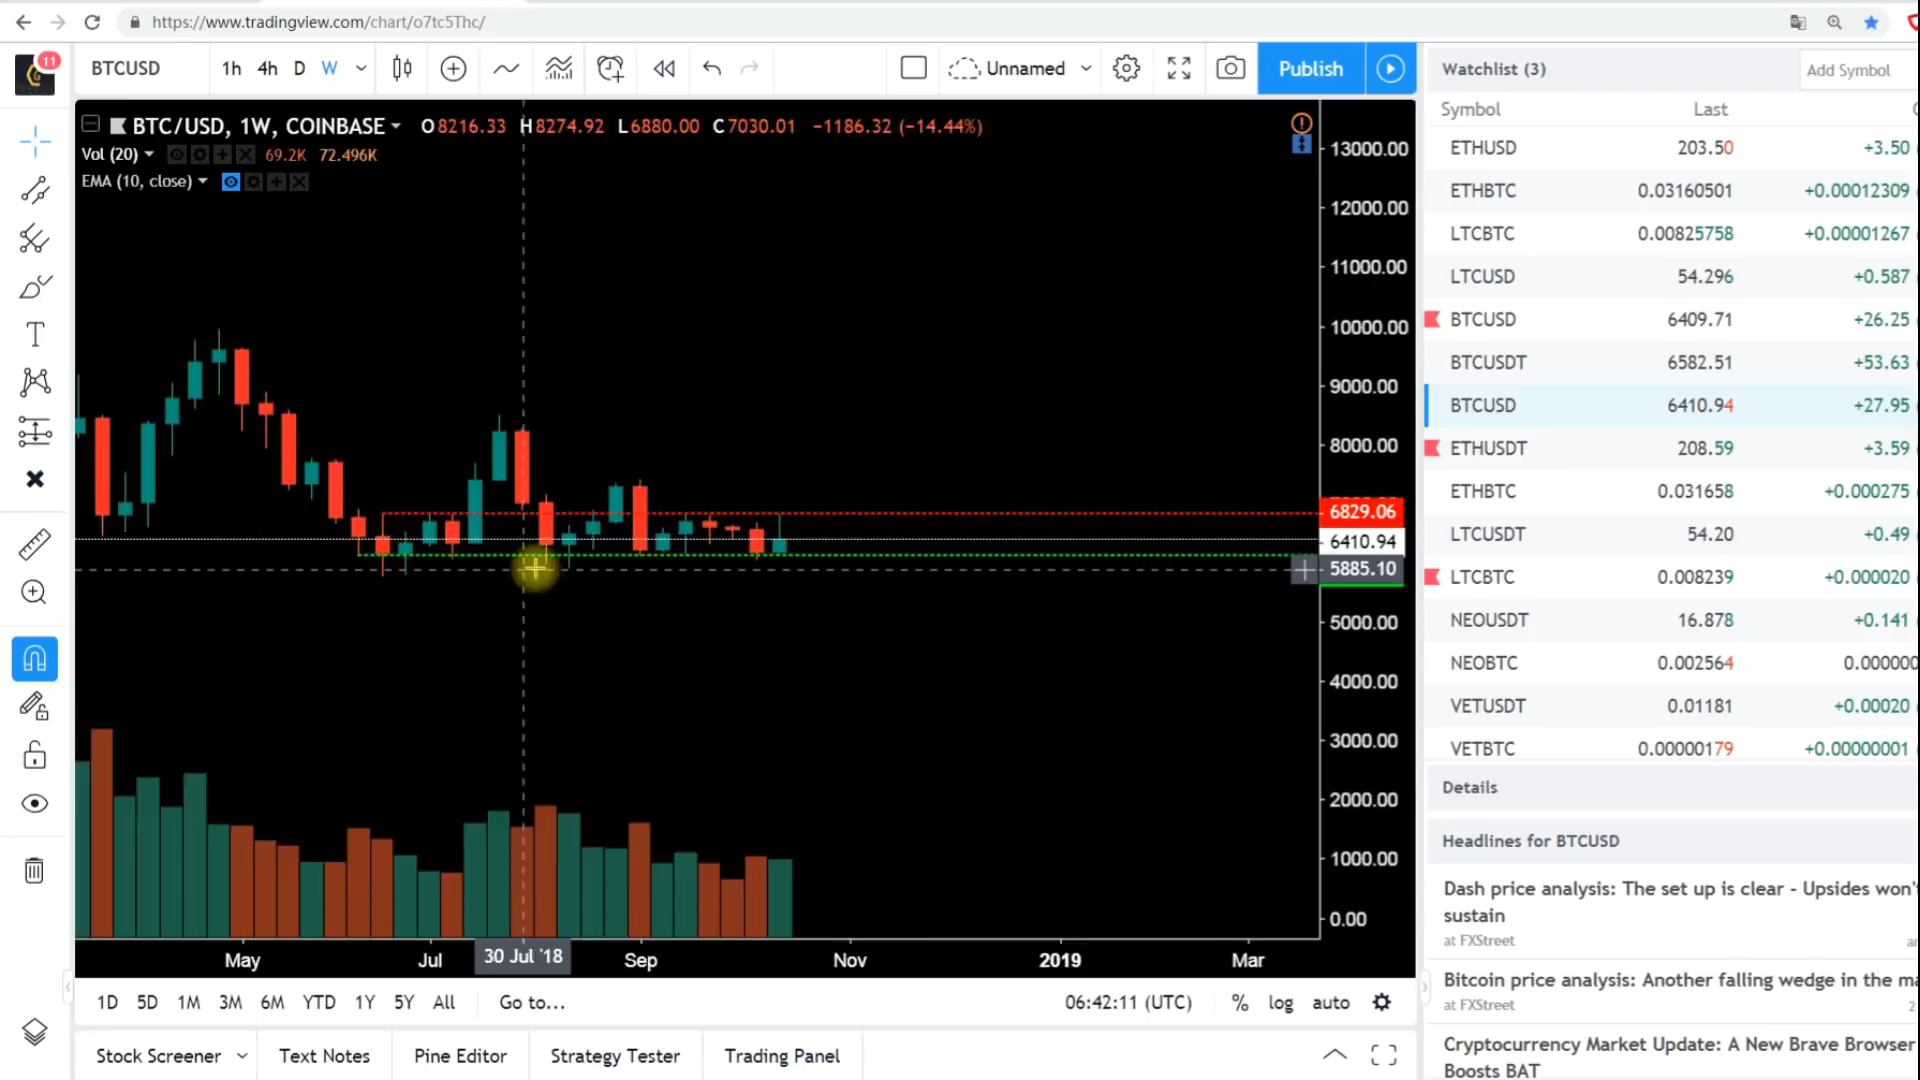 https://www.tradingview.com/chart/o7tc5Thc/
11
BTCUSD
1h 4h D W
Unnamed
Publish
BTC/USD, 1W, COINBASE O8216.33 H8274.92 L6880.00 C7030.01 −1186.32 (−14.44%)
Vol (20) 69.2K 72.496K
EMA (10, close)
13000.00
12000.00
11000.00
10000.00
9000.00
8000.00
6829.06
6410.94
5885.10
5000.00
4000.00
3000.00
2000.00
1000.00
0.00
May Jul 30 Jul '18 Sep Nov 2019 Mar
1D 5D 1M 3M 6M YTD 1Y 5Y All Go to... 06:42:11 (UTC) % log auto
Stock Screener Text Notes Pine Editor Strategy Tester Trading Panel
Watchlist (3) Add Symbol
Symbol Last
ETHUSD 203.50 +3.50
ETHBTC 0.03160501 +0.00012309
LTCBTC 0.00825758 +0.00001267
LTCUSD 54.296 +0.587
BTCUSD 6409.71 +26.25
BTCUSDT 6582.51 +53.63
BTCUSD 6410.94 +27.95
ETHUSDT 208.59 +3.59
ETHBTC 0.031658 +0.000275
LTCUSDT 54.20 +0.49
LTCBTC 0.008239 +0.000020
NEOUSDT 16.878 +0.141
NEOBTC 0.002564 0.000000
VETUSDT 0.01181 +0.00020
VETBTC 0.00000179 +0.00000001
Details
Headlines for BTCUSD
Dash price analysis: The set up is clear - Upsides won'
sustain
at FXStreet
Bitcoin price analysis: Another falling wedge in the ma
at FXStreet
Cryptocurrency Market Update: A New Brave Browser
Boosts BAT